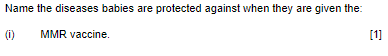 Name the diseases babies are protected against when they are given the:
(i) MMR vaccine. [1]